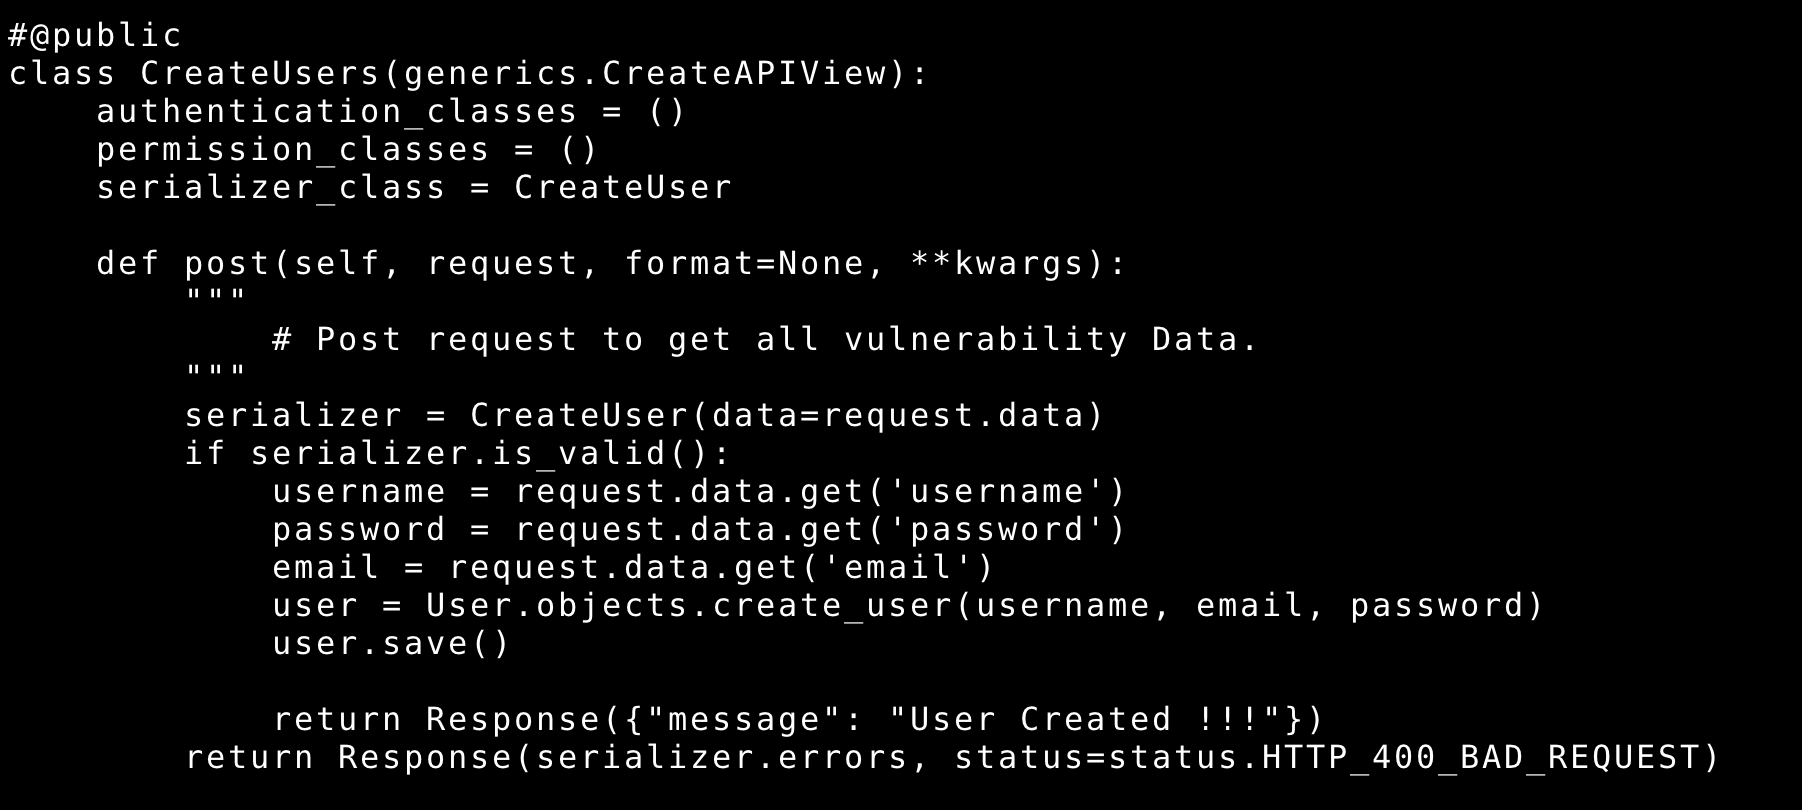 #@public
class CreateUsers(generics.CreateAPIView):
    authentication_classes = ()
    permission_classes = ()
    serializer_class = CreateUser

    def post(self, request, format=None, **kwargs):
        """
            # Post request to get all vulnerability Data.
        """
        serializer = CreateUser(data=request.data)
        if serializer.is_valid():
            username = request.data.get('username')
            password = request.data.get('password')
            email = request.data.get('email')
            user = User.objects.create_user(username, email, password)
            user.save()

            return Response({"message": "User Created !!!"})
        return Response(serializer.errors, status=status.HTTP_400_BAD_REQUEST)